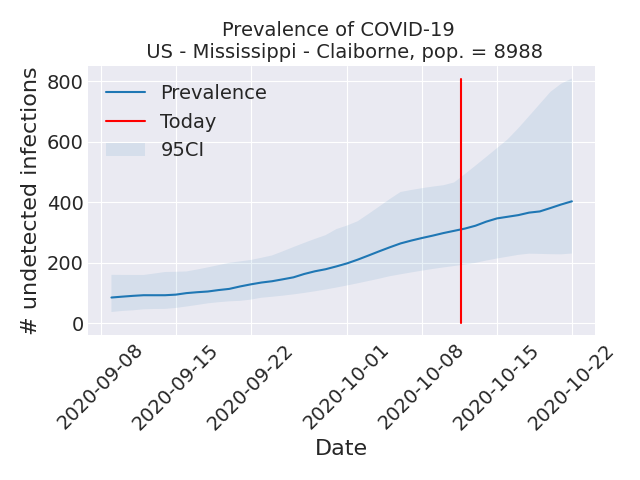 Prevalence of COVID-19
US - Mississippi - Claiborne, pop. = 8988
# undetected infections
800
600
400
200
0
Prevalence
Today
95CI
2020-09-08
2020-09-15
2020-09-22
2020-10-01
2020-10-08
2020-10-15
2020-10-22
Date